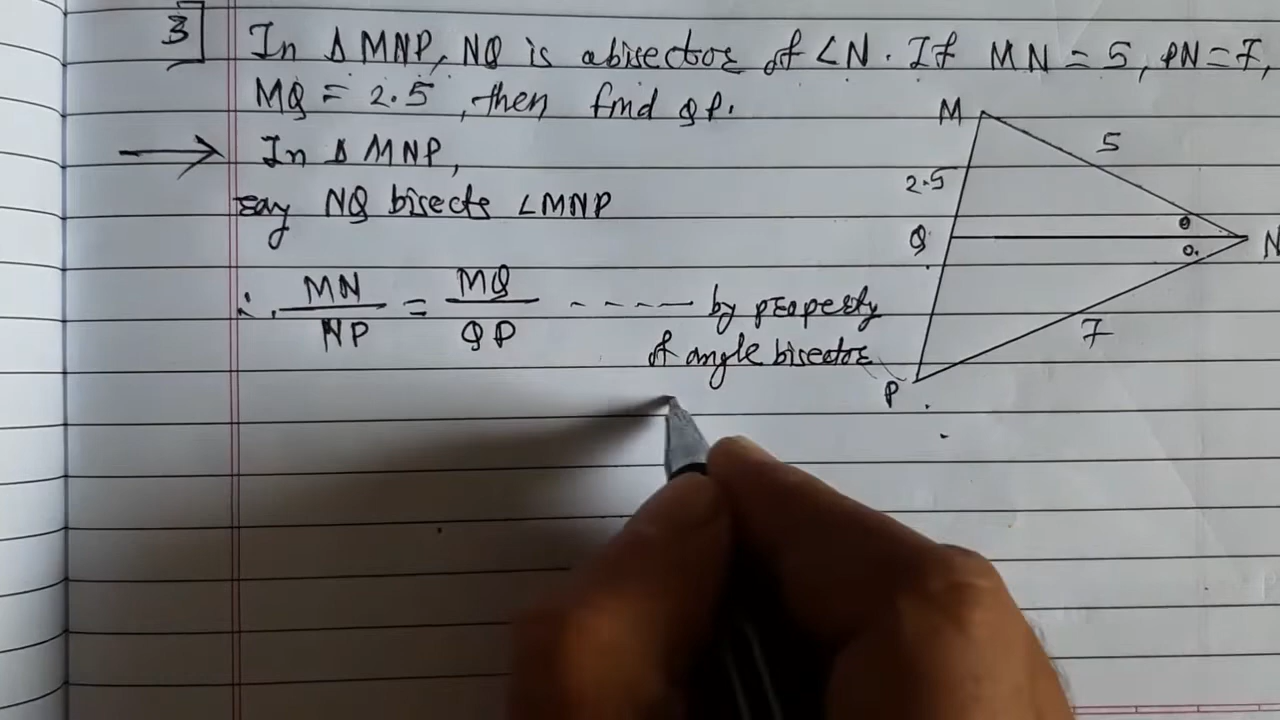 3] In Δ MNP, NQ is a bisector of ∠N. If MN = 5, PN = 7,
MQ = 2.5, then find QP.
→ In Δ MNP,
say NQ bisects ∠MNP
∴ MN/NP = MQ/QP ---- by property
of angle bisector
M
5
2.5
Q
θ
θ
N
7
P